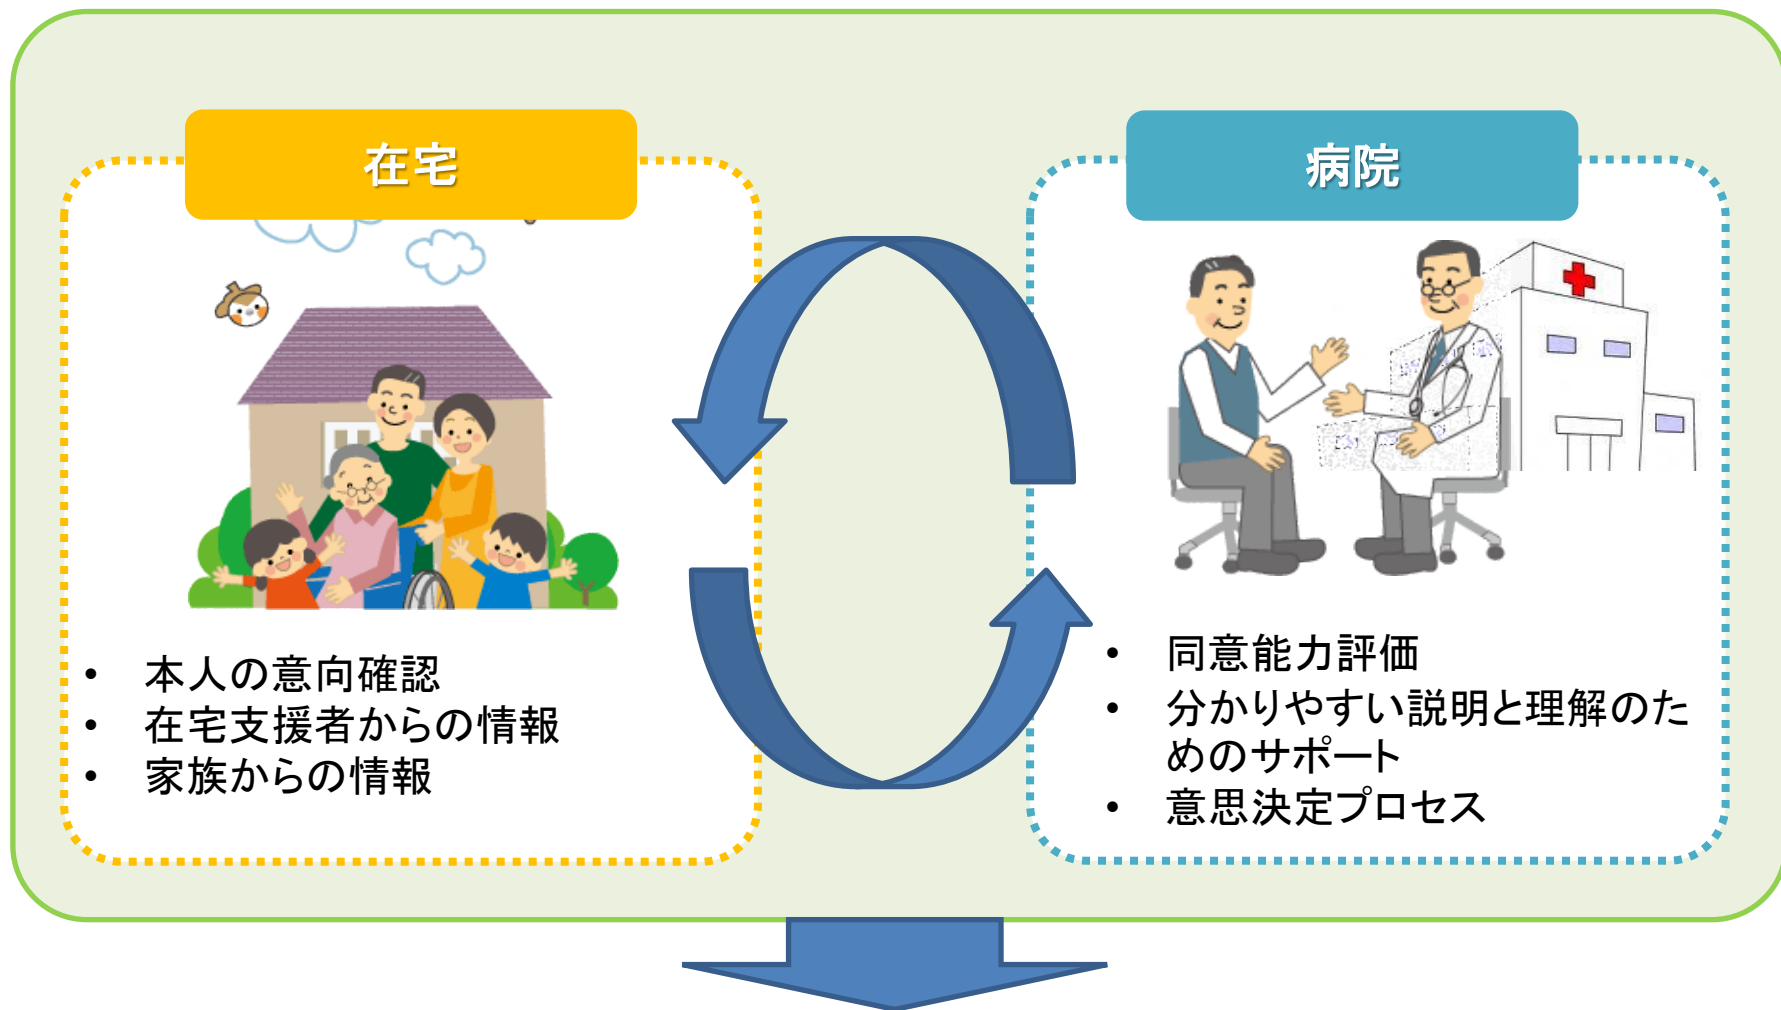 在宅
• 本人の意向確認
• 在宅支援者からの情報
• 家族からの情報
病院
• 同意能力評価
• 分かりやすい説明と理解のた
めのサポート
• 意思決定プロセス